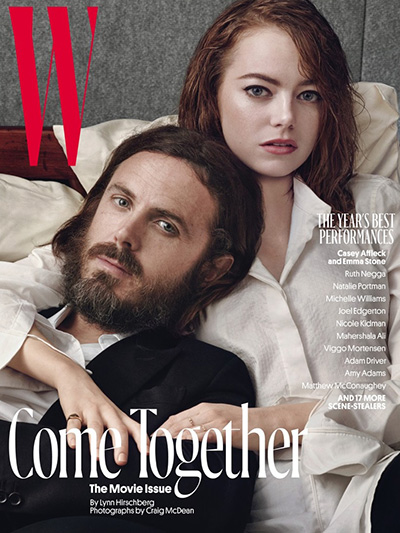 W
THE YEAR'S BEST
PERFORMANCES
Casey Affleck
and Emma Stone
Ruth Negga
Natalie Portman
Michelle Williams
Joel Edgerton
Nicole Kidman
Mahershala Ali
Viggo Mortensen
Adam Driver
Amy Adams
Matthew McConaughey
AND 17 MORE
SCENE-STEALERS
Come Together
The Movie Issue
By Lynn Hirschberg
Photographs by Craig McDean